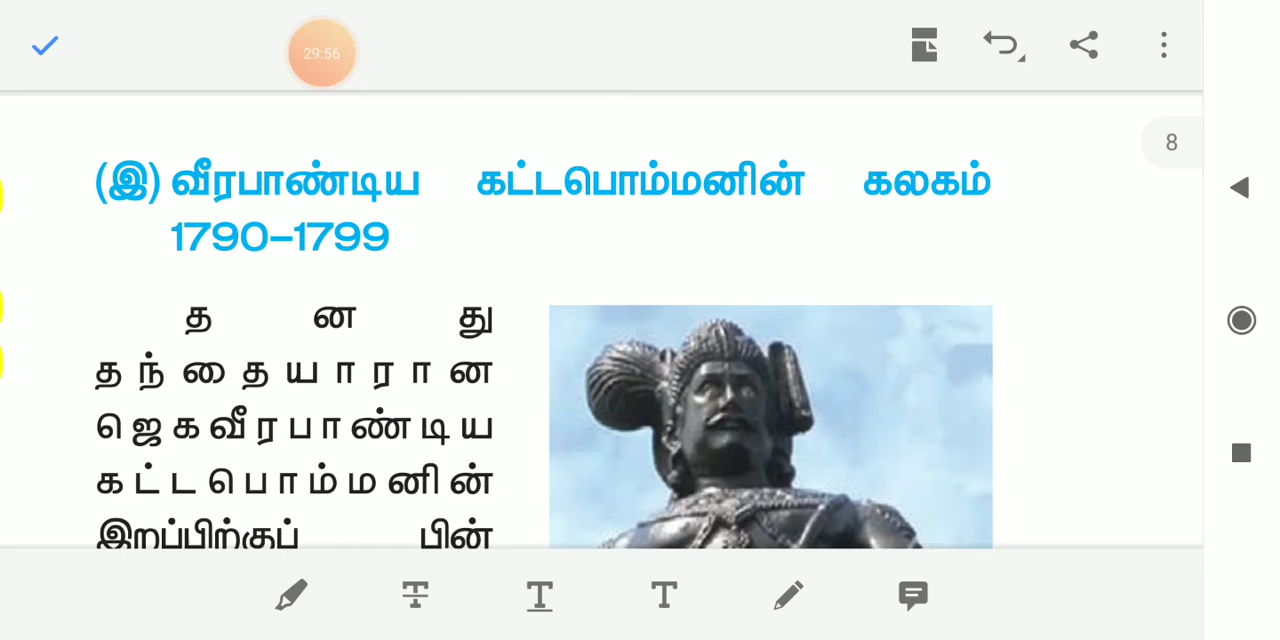 29:56
8
(இ) வீரபாண்டிய கட்டபொம்மனின் கலகம்
1790–1799
தனது
தந்தையாரான
ஜெகவீரபாண்டிய
கட்டபொம்மனின்
இறப்பிற்குப் பின்